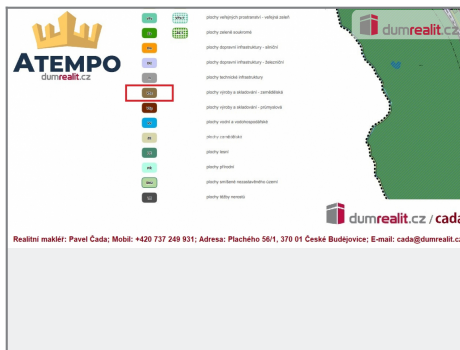 plochy veřejných prostranství - veřejná zeleň
plochy zeleně soukromé
plochy dopravní infrastruktury - silniční
plochy dopravní infrastruktury - železniční
plochy technické infrastruktury
plochy výroby a skladování - zemědělské
plochy výroby a skladování - průmyslové
plochy vodní a vodohospodářské
plochy zemědělské
plochy lesní
plochy přírodní
plochy smíšené nezastavěného území
plochy těžby nerostů
ATEMPO
dumrealit.cz
dumrealit.cz
dumrealit.cz / cada
Realitní makléř: Pavel Čada; Mobil: +420 737 249 931; Adresa: Plachého 56/1, 370 01 České Budějovice; E-mail: cada@dumrealit.cz